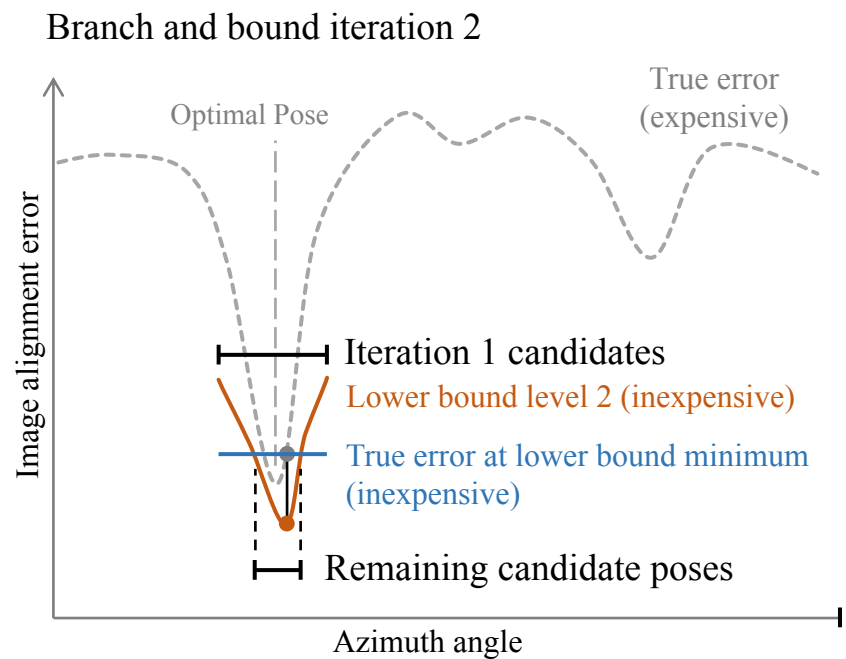 Branch and bound iteration 2
True error
(expensive)
Optimal Pose
Image alignment error
Iteration 1 candidates
Lower bound level 2 (inexpensive)
True error at lower bound minimum
(inexpensive)
Remaining candidate poses
Azimuth angle